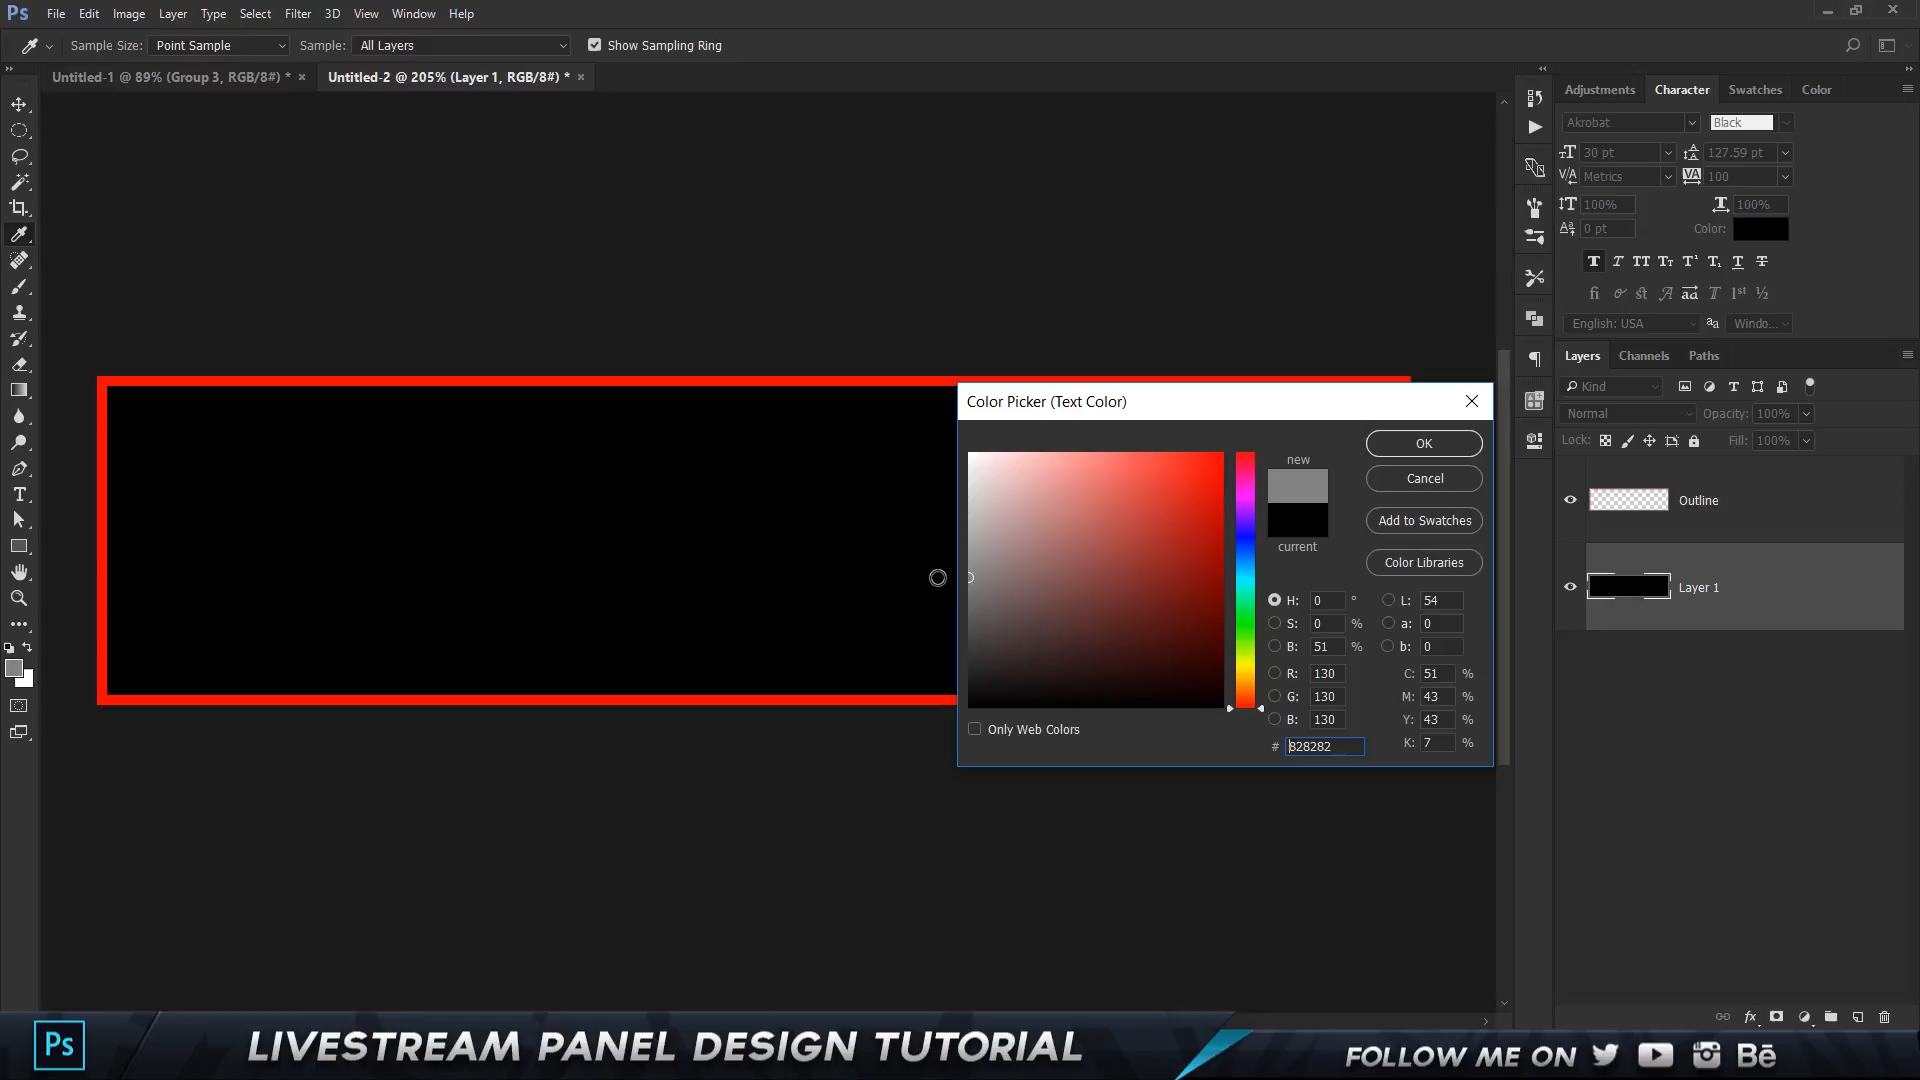 Ps File Edit Image Layer Type Select Filter 3D View Window Help
Sample Size: Point Sample Sample: All Layers Show Sampling Ring
Untitled-1 @ 89% (Group 3, RGB/8#) * × Untitled-2 @ 205% (Layer 1, RGB/8#) * ×
Adjustments Character Swatches Color
Akrobat Black
30 pt 127.59 pt
Metrics 100
100% 100%
0 pt Color:
English: USA Windo...
Layers Channels Paths
Kind
Normal Opacity: 100%
Lock: Fill: 100%
Outline
Layer 1
Color Picker (Text Color)
new
current
OK
Cancel
Add to Swatches
Color Libraries
H: 0 ° L: 54
S: 0 % a: 0
B: 51 % b: 0
R: 130 C: 51 %
G: 130 M: 43 %
B: 130 Y: 43 %
# 828282 K: 7 %
Only Web Colors
Ps LIVESTREAM PANEL DESIGN TUTORIAL
FOLLOW ME ON Bē